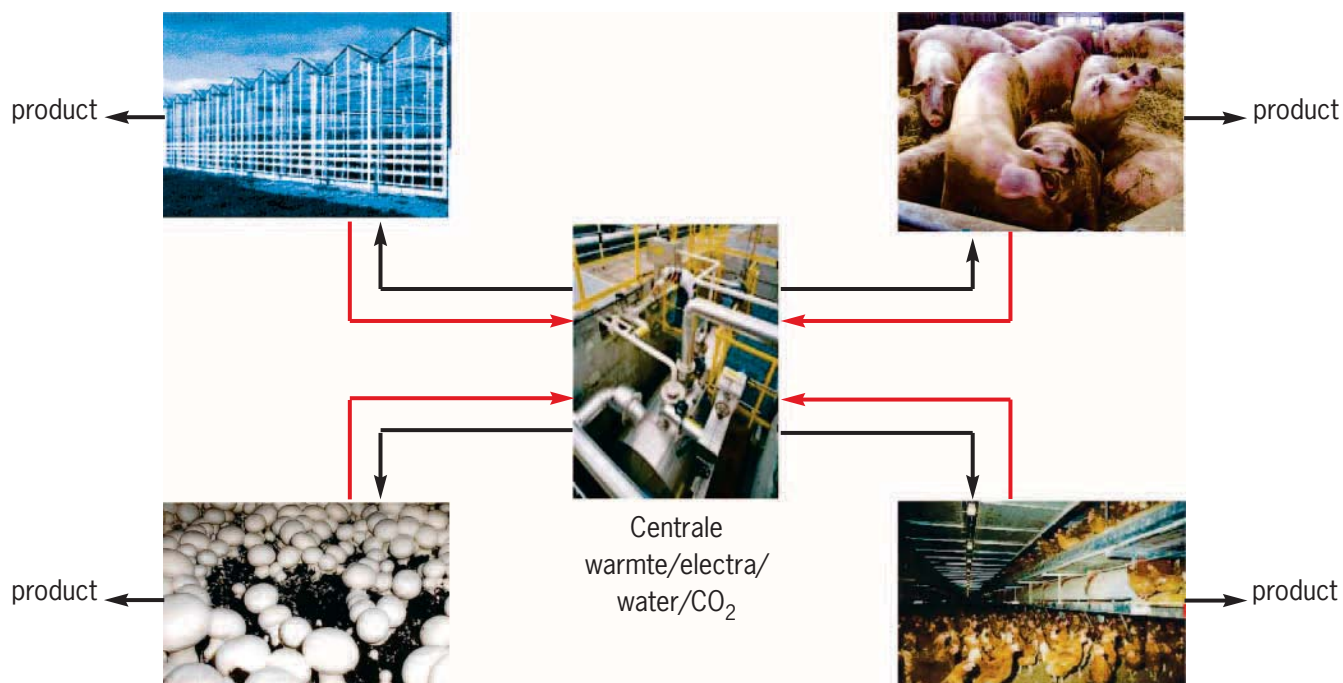 product
product
Centrale
warmte/electra/
water/CO₂
product
product